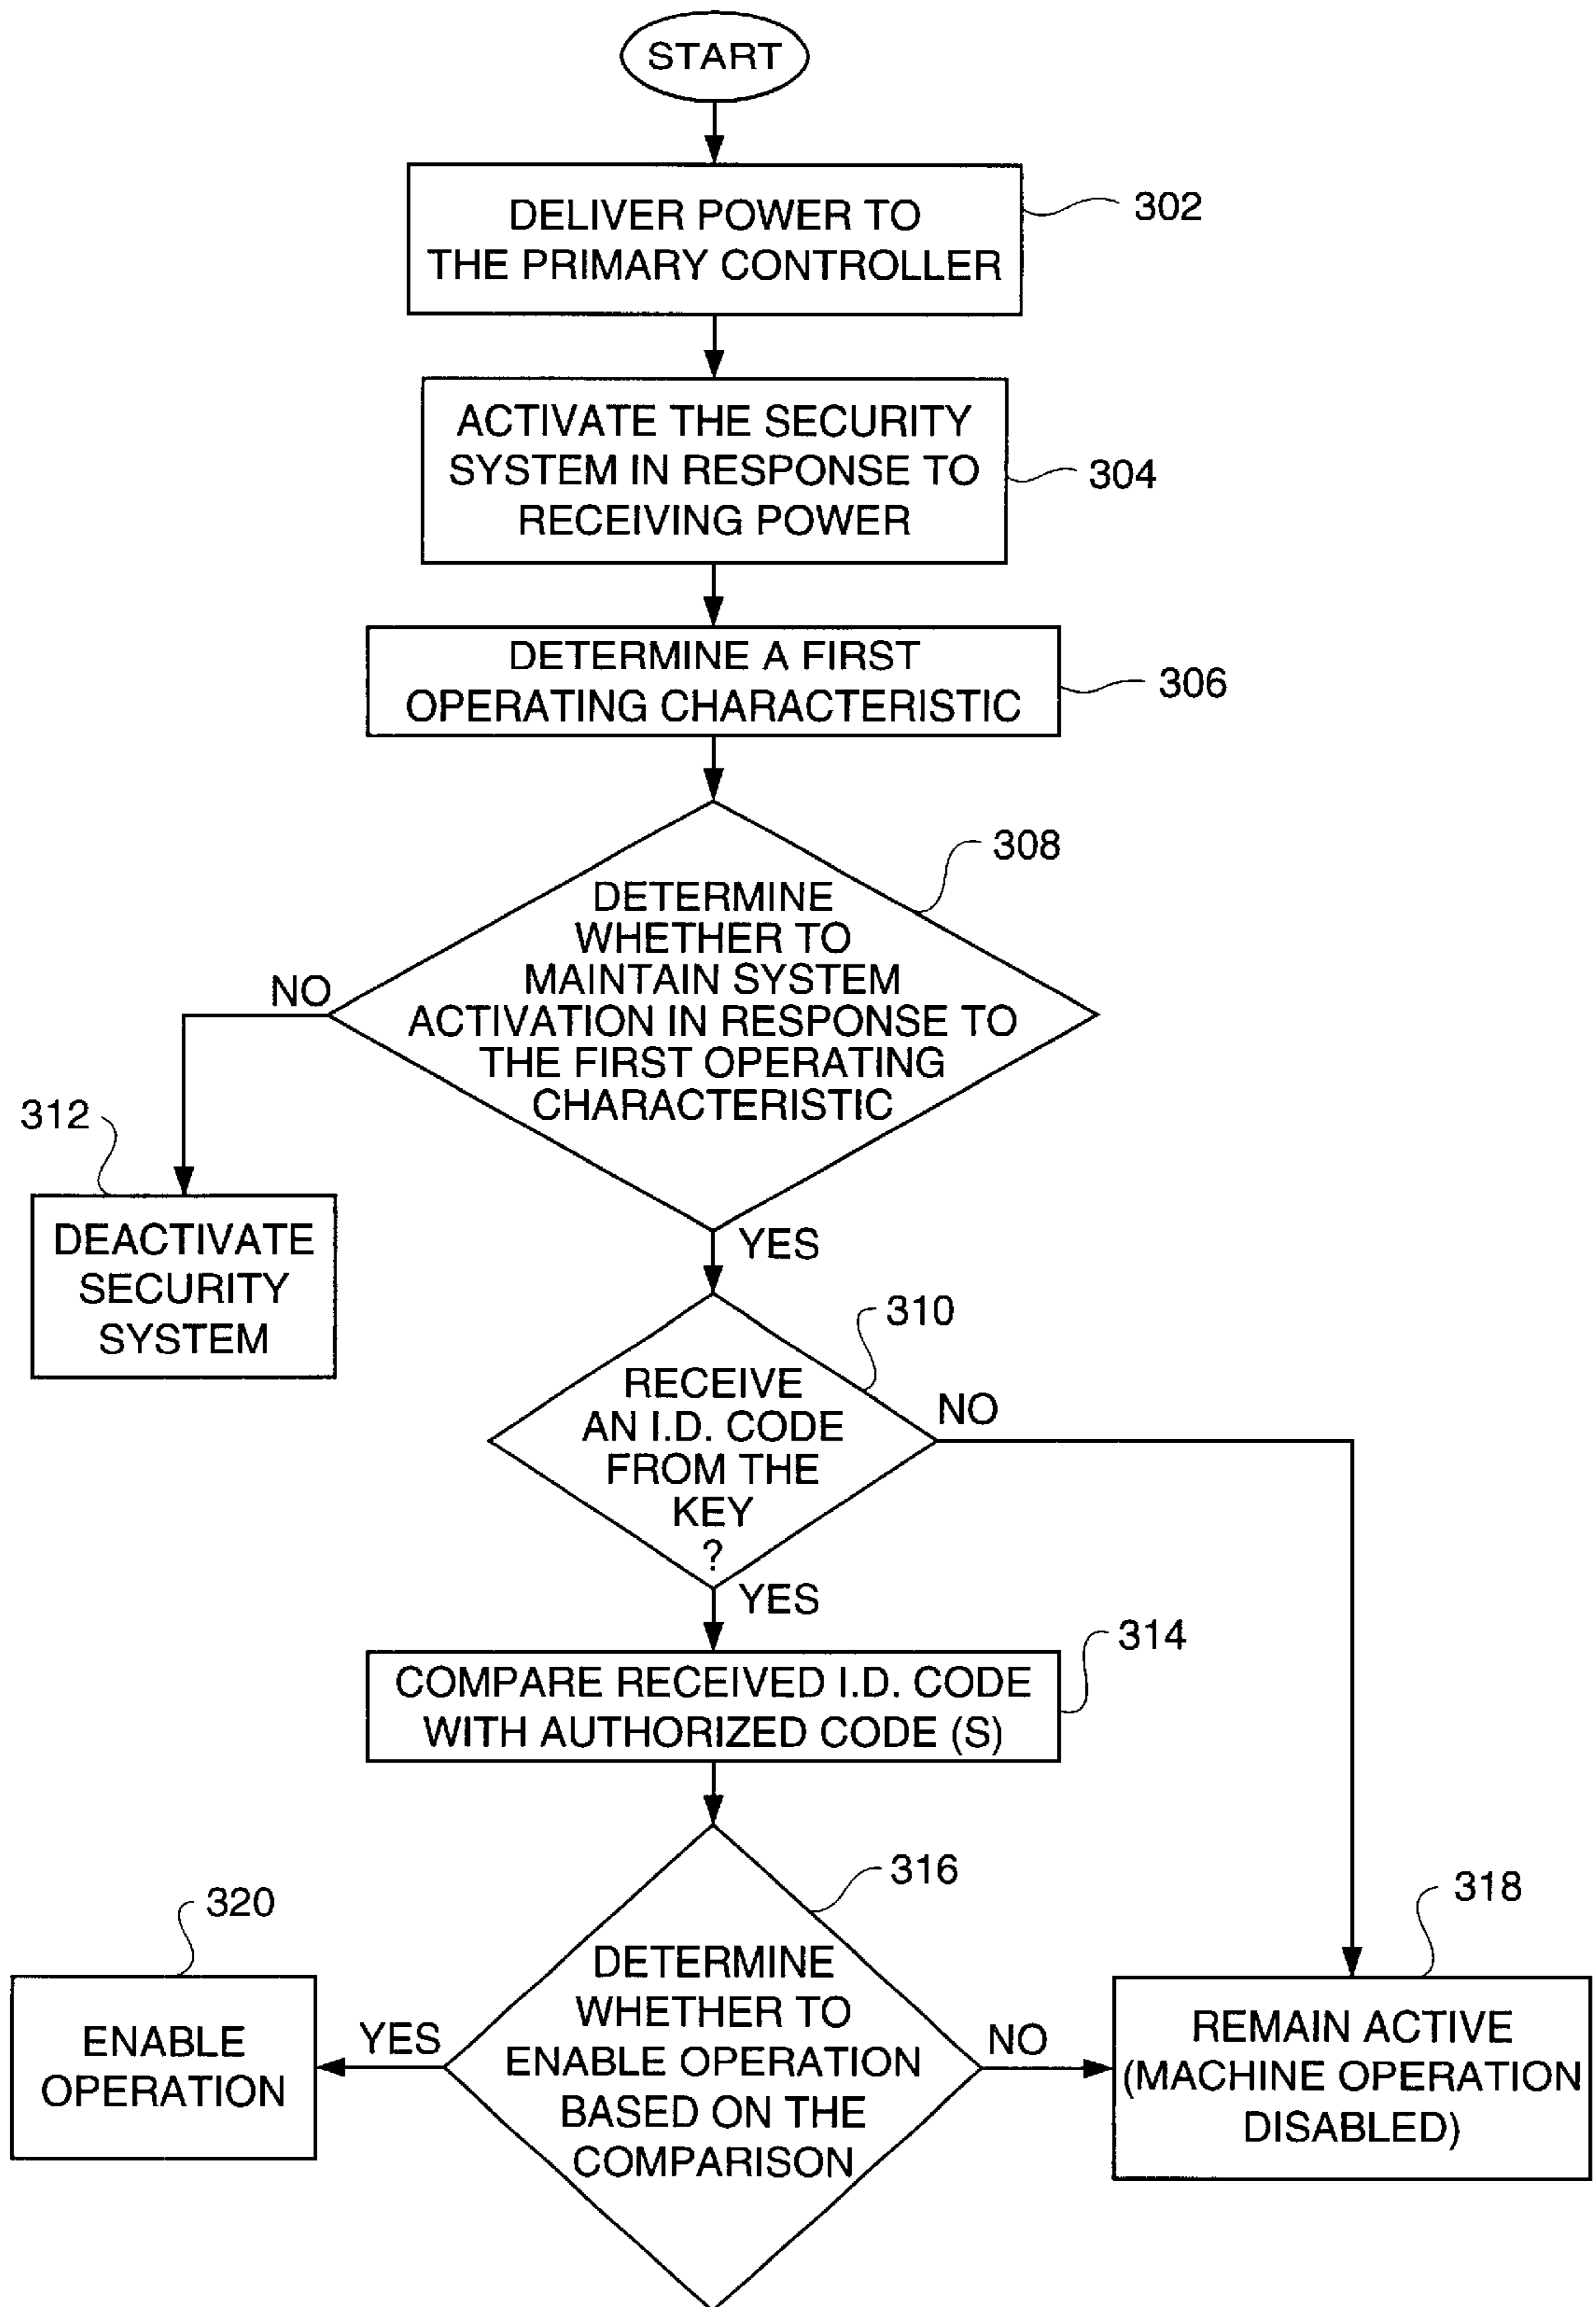 START
DELIVER POWER TO
THE PRIMARY CONTROLLER
302
ACTIVATE THE SECURITY
SYSTEM IN RESPONSE TO
RECEIVING POWER
304
DETERMINE A FIRST
OPERATING CHARACTERISTIC
306
308
DETERMINE
WHETHER TO
MAINTAIN SYSTEM
ACTIVATION IN RESPONSE TO
THE FIRST OPERATING
CHARACTERISTIC
NO
312
DEACTIVATE
SECURITY
SYSTEM
YES
310
RECEIVE
AN I.D. CODE
FROM THE
KEY
?
NO
YES
314
COMPARE RECEIVED I.D. CODE
WITH AUTHORIZED CODE (S)
316
DETERMINE
WHETHER TO
ENABLE OPERATION
BASED ON THE
COMPARISON
320
YES
ENABLE
OPERATION
NO
318
REMAIN ACTIVE
(MACHINE OPERATION
DISABLED)